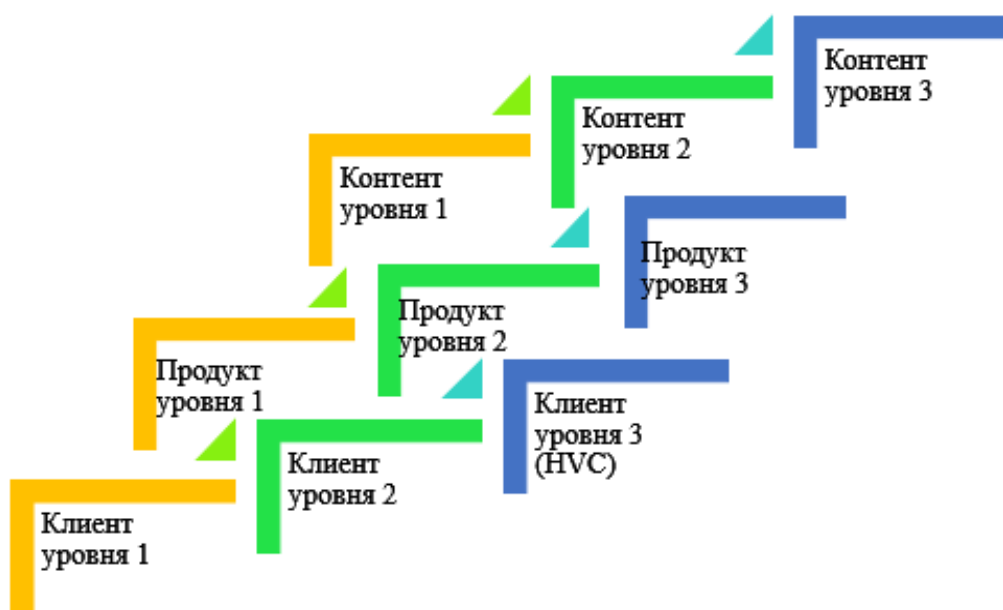 Контент
уровня 3
Контент
уровня 2
Контент
уровня 1
Продукт
уровня 3
Продукт
уровня 2
Продукт
уровня 1
Клиент
уровня 3
(HVC)
Клиент
уровня 2
Клиент
уровня 1